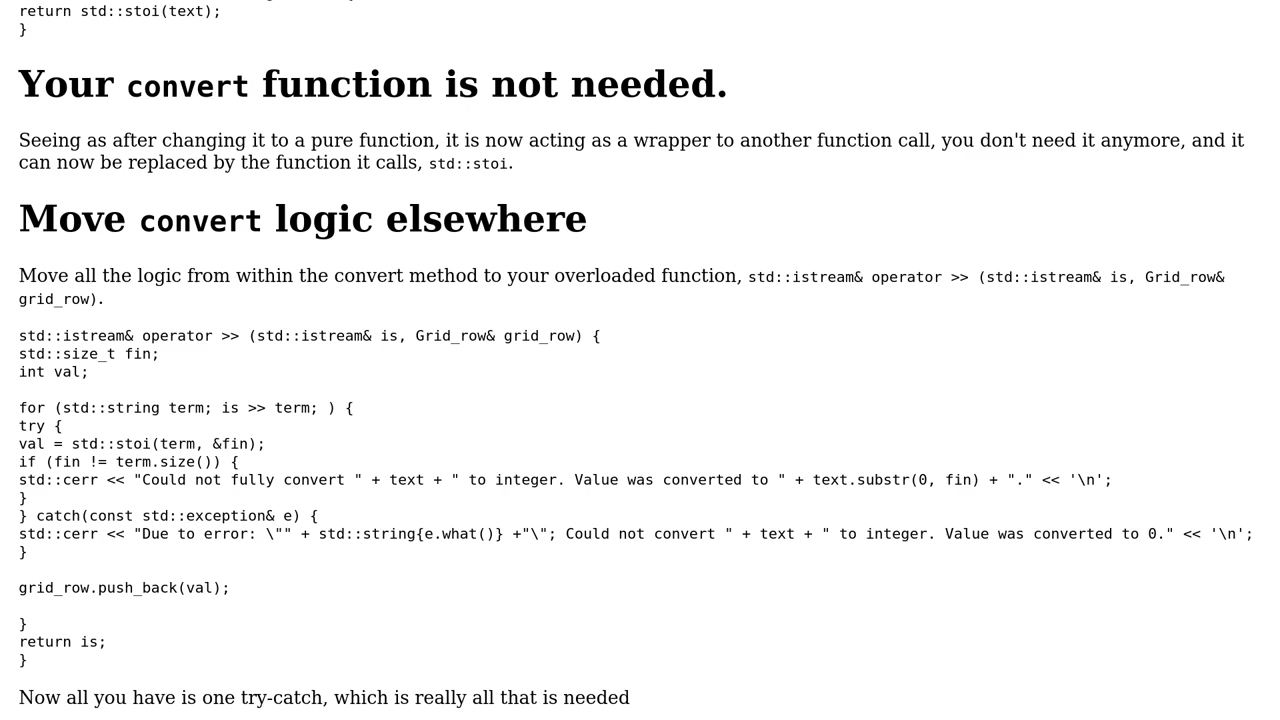 return std::stoi(text);
}
Your convert function is not needed.
Seeing as after changing it to a pure function, it is now acting as a wrapper to another function call, you don't need it anymore, and it
can now be replaced by the function it calls, std::stoi.
Move convert logic elsewhere
Move all the logic from within the convert method to your overloaded function, std::istream& operator >> (std::istream& is, Grid_row&
grid_row).
std::istream& operator >> (std::istream& is, Grid_row& grid_row) {
std::size_t fin;
int val;
for (std::string term; is >> term; ) {
try {
val = std::stoi(term, &fin);
if (fin != term.size()) {
std::cerr << "Could not fully convert " + text + " to integer. Value was converted to " + text.substr(0, fin) + "." << '\n';
}
} catch(const std::exception& e) {
std::cerr << "Due to error: \"" + std::string{e.what()} +"\"; Could not convert " + text + " to integer. Value was converted to 0." << '\n';
}
grid_row.push_back(val);
}
return is;
}
Now all you have is one try-catch, which is really all that is needed